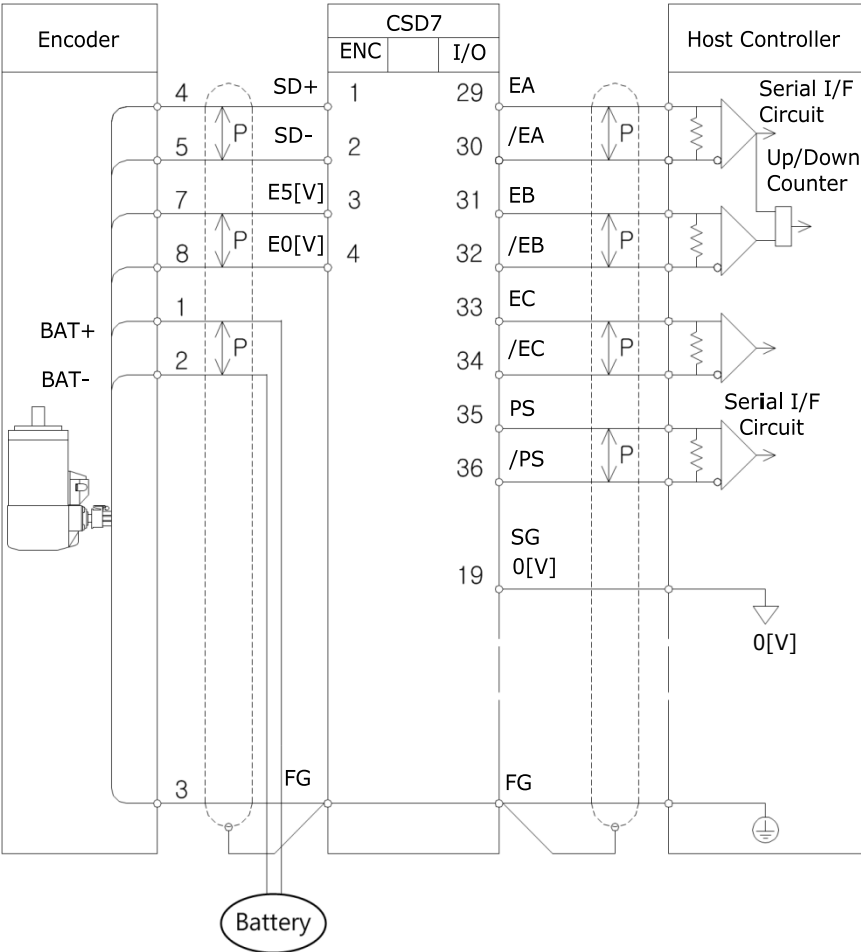 Encoder
CSD7
ENC
I/O
Host Controller
4
SD+
1
29
EA
Serial I/F
Circuit
P
P
5
SD-
2
30
/EA
Up/Down
Counter
7
E5[V]
3
31
EB
P
P
8
E0[V]
4
32
/EB
1
33
EC
BAT+
P
P
2
34
/EC
BAT-
35
PS
Serial I/F
Circuit
P
36
/PS
SG
19
0[V]
0[V]
3
FG
FG
Battery